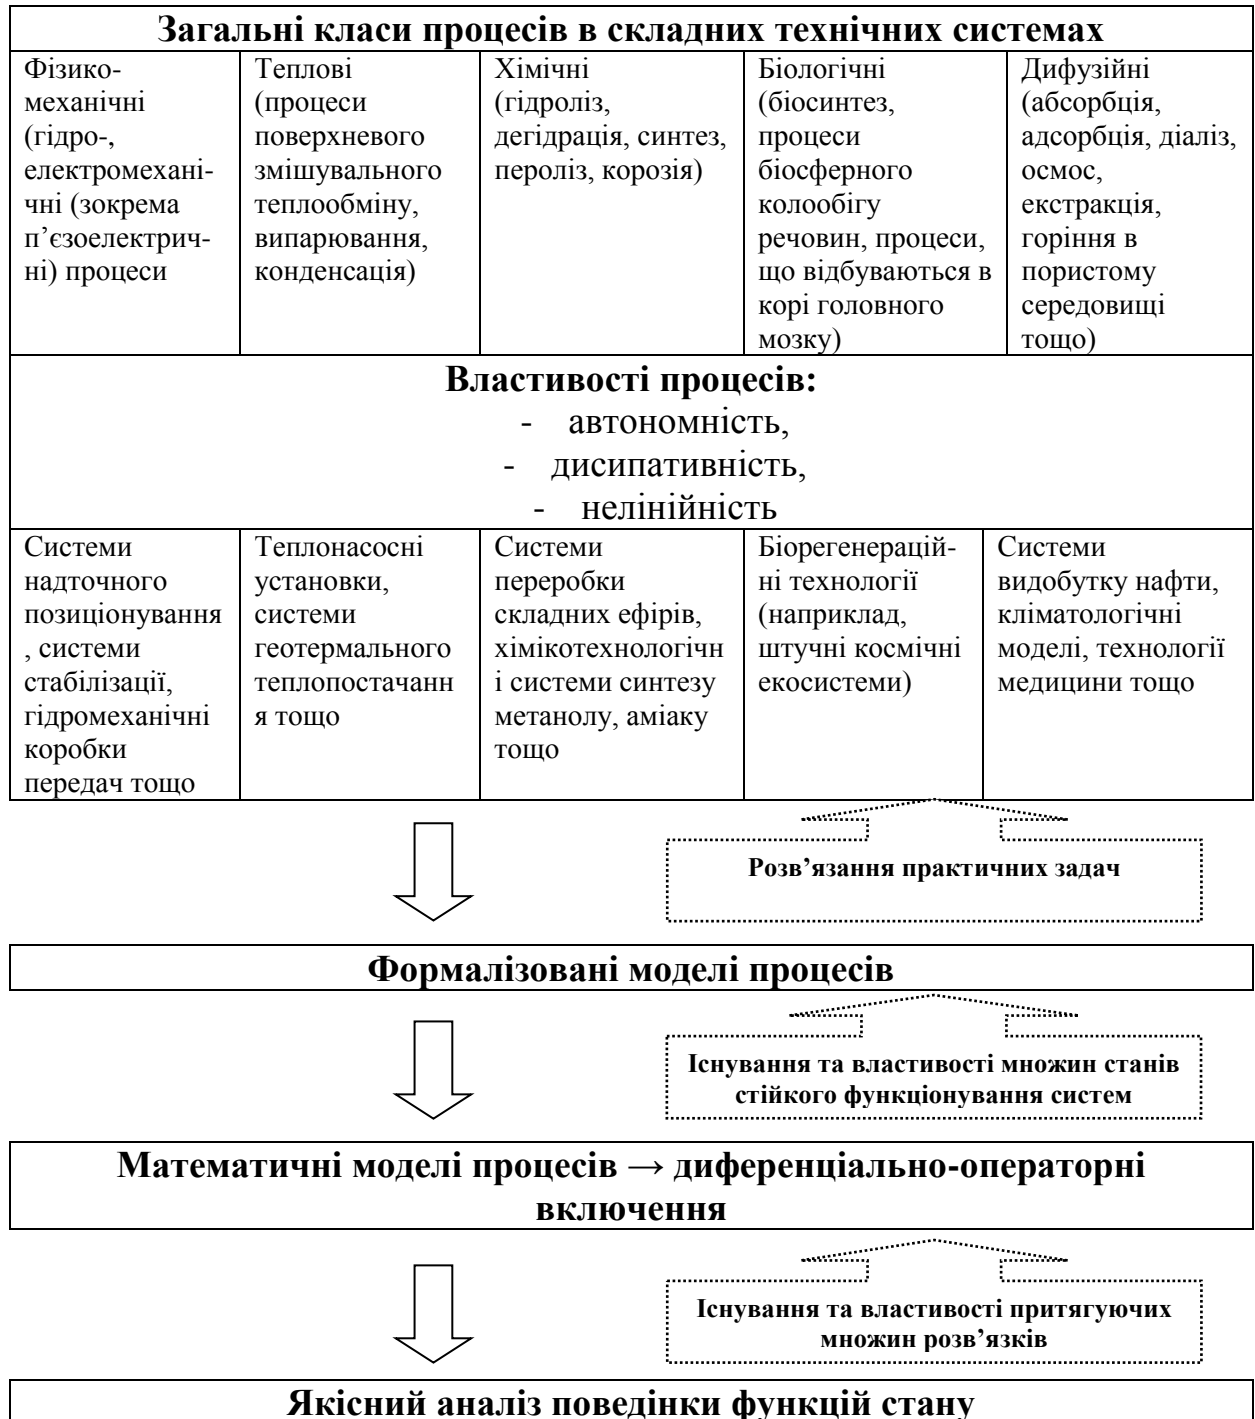 Загальні класи процесів в складних технічних системах
Фізико-
механічні
(гідро-,
електромехані-
чні (зокрема
п’єзоелектрич-
ні) процеси
Теплові
(процеси
поверхневого
змішувального
теплообміну,
випарювання,
конденсація)
Хімічні
(гідроліз,
дегідрація, синтез,
пероліз, корозія)
Біологічні
(біосинтез,
процеси
біосферного
колообігу
речовин, процеси,
що відбуваються в
корі головного
мозку)
Дифузійні
(абсорбція,
адсорбція, діаліз,
осмос,
екстракція,
горіння в
пористому
середовищі
тощо)
Властивості процесів:
- автономність,
- дисипативність,
- нелінійність
Системи
надточного
позиціонування
, системи
стабілізації,
гідромеханічні
коробки
передач тощо
Теплонасосні
установки,
системи
геотермального
теплопостачанн
я тощо
Системи
переробки
складних ефірів,
хімікотехнологічн
і системи синтезу
метанолу, аміаку
тощо
Біорегенерацій-
ні технології
(наприклад,
штучні космічні
екосистеми)
Системи
видобутку нафти,
кліматологічні
моделі, технології
медицини тощо
Розв’язання практичних задач
Формалізовані моделі процесів
Існування та властивості множин станів
стійкого функціонування систем
Математичні моделі процесів → диференціально-операторні
включення
Існування та властивості притягуючих
множин розв’язків
Якісний аналіз поведінки функцій стану